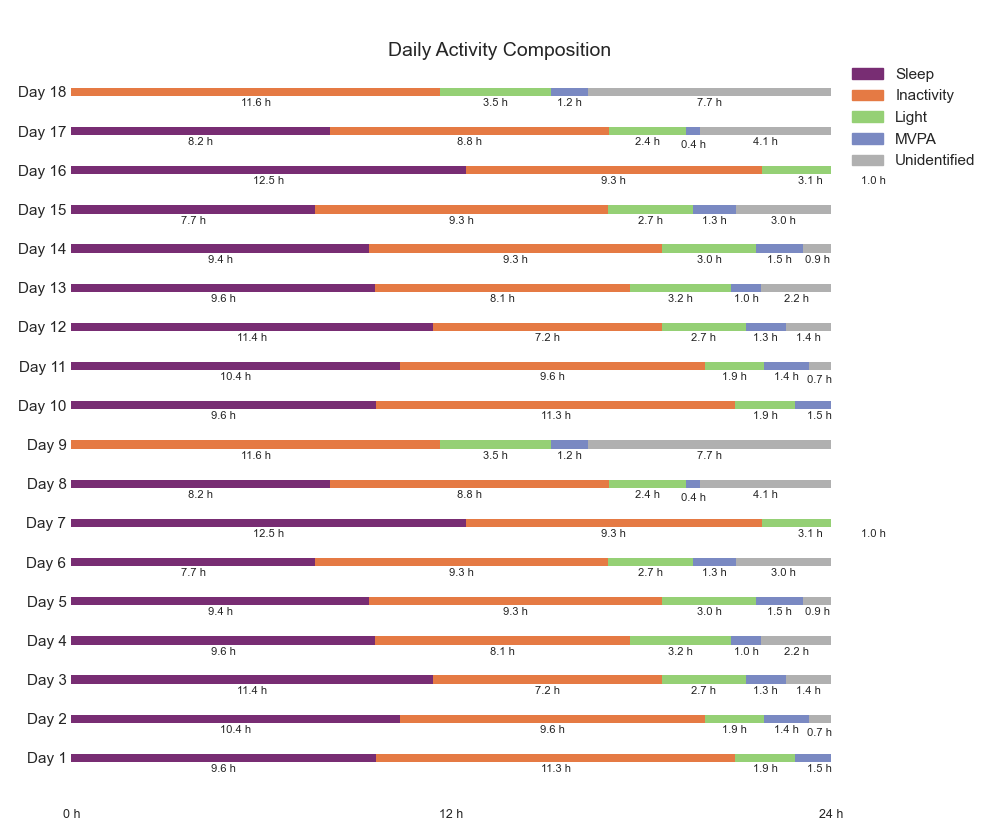 Daily Activity Composition
Sleep
Inactivity
Light
MVPA
Unidentified
Day 18
11.6 h 3.5 h 1.2 h 7.7 h
Day 17
8.2 h 8.8 h 2.4 h 0.4 h 4.1 h
Day 16
12.5 h 9.3 h 3.1 h 1.0 h
Day 15
7.7 h 9.3 h 2.7 h 1.3 h 3.0 h
Day 14
9.4 h 9.3 h 3.0 h 1.5 h 0.9 h
Day 13
9.6 h 8.1 h 3.2 h 1.0 h 2.2 h
Day 12
11.4 h 7.2 h 2.7 h 1.3 h 1.4 h
Day 11
10.4 h 9.6 h 1.9 h 1.4 h 0.7 h
Day 10
9.6 h 11.3 h 1.9 h 1.5 h
Day 9
11.6 h 3.5 h 1.2 h 7.7 h
Day 8
8.2 h 8.8 h 2.4 h 0.4 h 4.1 h
Day 7
12.5 h 9.3 h 3.1 h 1.0 h
Day 6
7.7 h 9.3 h 2.7 h 1.3 h 3.0 h
Day 5
9.4 h 9.3 h 3.0 h 1.5 h 0.9 h
Day 4
9.6 h 8.1 h 3.2 h 1.0 h 2.2 h
Day 3
11.4 h 7.2 h 2.7 h 1.3 h 1.4 h
Day 2
10.4 h 9.6 h 1.9 h 1.4 h 0.7 h
Day 1
9.6 h 11.3 h 1.9 h 1.5 h
0 h 12 h 24 h